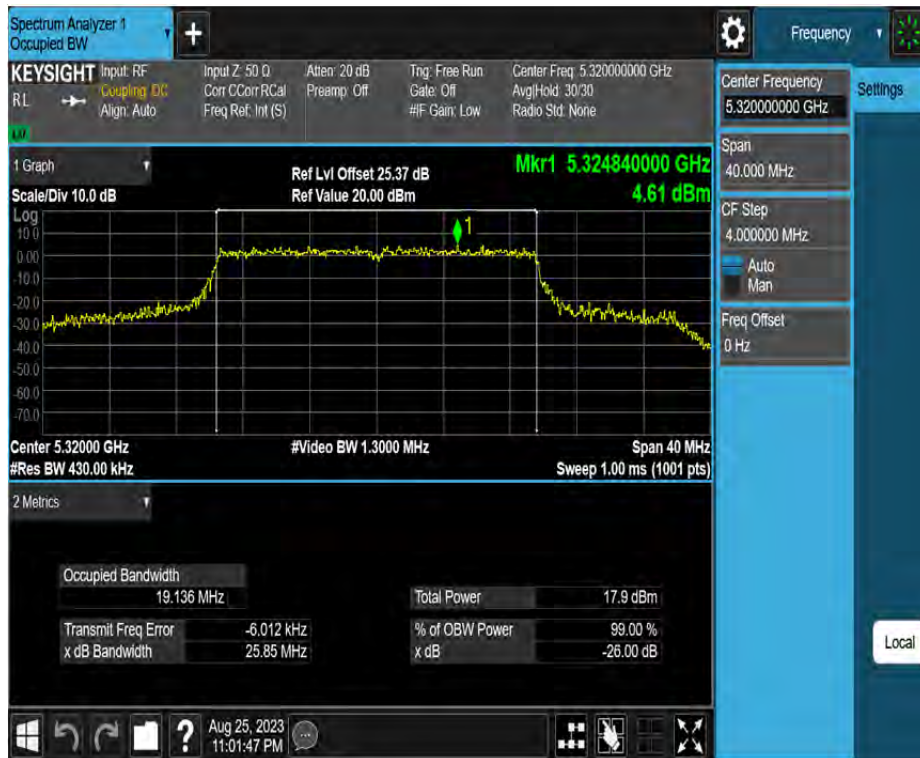 Spectrum Analyzer 1
Occupied BW
Frequency
KEYSIGHT
RL
Input: RF
Coupling: DC
Align: Auto
Input Z: 50 Ω
Corr CCorr RCal
Freq Ref: Int (S)
Atten: 20 dB
Preamp: Off
Trig: Free Run
Gate: Off
#IF Gain: Low
Center Freq: 5.320000000 GHz
Avg|Hold: 30/30
Radio Std: None
Center Frequency
5.320000000 GHz
Settings
Span
40.000 MHz
CF Step
4.000000 MHz
Auto
Man
Freq Offset
0 Hz
1 Graph
Scale/Div 10.0 dB
Ref Lvl Offset 25.37 dB
Ref Value 20.00 dBm
Mkr1 5.324840000 GHz
4.61 dBm
Log
10.0
0.00
-10.0
-20.0
-30.0
-40.0
-50.0
-60.0
-70.0
1
Center 5.32000 GHz
#Res BW 430.00 kHz
#Video BW 1.3000 MHz
Span 40 MHz
Sweep 1.00 ms (1001 pts)
2 Metrics
Occupied Bandwidth
19.136 MHz
Total Power 17.9 dBm
Transmit Freq Error -6.012 kHz
% of OBW Power 99.00 %
x dB Bandwidth 25.85 MHz
x dB -26.00 dB
Local
Aug 25, 2023
11:01:47 PM